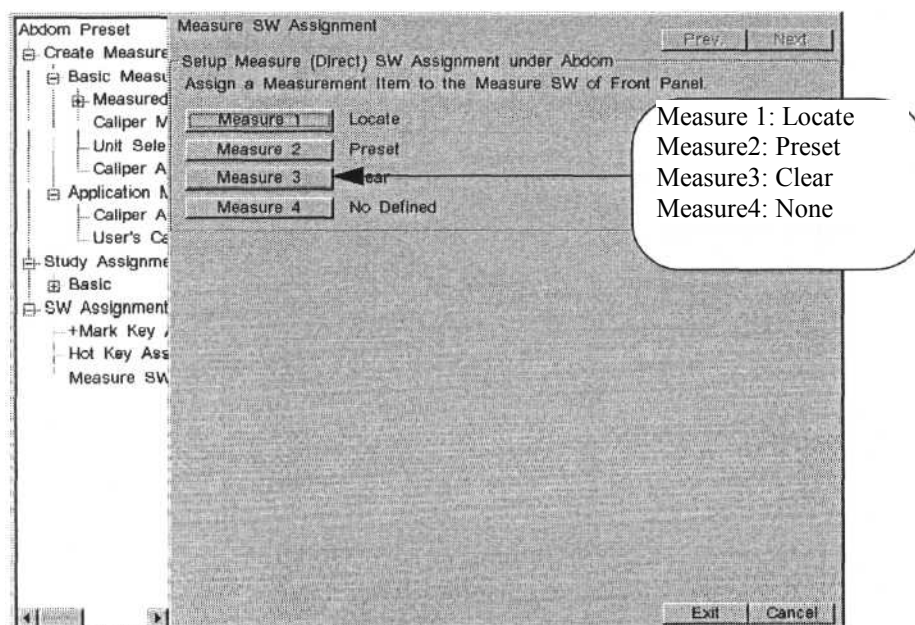 Abdom Preset
Create Measure
Basic Measu
Measured
Caliper M
Unit Sele
Caliper A
Application M
Caliper A
User's Ca
Study Assignme
Basic
SW Assignment
+Mark Key A
Hot Key Ass
Measure SW
Measure SW Assignment
Prev. Next
Setup Measure (Direct) SW Assignment under Abdom
Assign a Measurement Item to the Measure SW of Front Panel.
Measure 1 Locate
Measure 2 Preset
Measure 3 ear
Measure 4 No Defined
Measure 1: Locate
Measure2: Preset
Measure3: Clear
Measure4: None
Exit Cancel